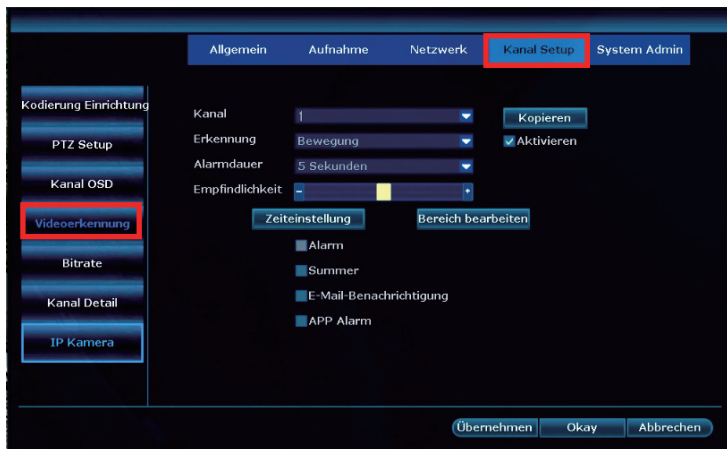 Allgemein Aufnahme Netzwerk Kanal Setup System Admin
Kodierung Einrichtung
PTZ Setup
Kanal OSD
Videoerkennung
Bitrate
Kanal Detail
IP Kamera
Kanal 1 Kopieren
Erkennung Bewegung Aktivieren
Alarmdauer 5 Sekunden
Empfindlichkeit - +
Zeiteinstellung Bereich bearbeiten
Alarm
Summer
E-Mail-Benachrichtigung
APP Alarm
Übernehmen Okay Abbrechen